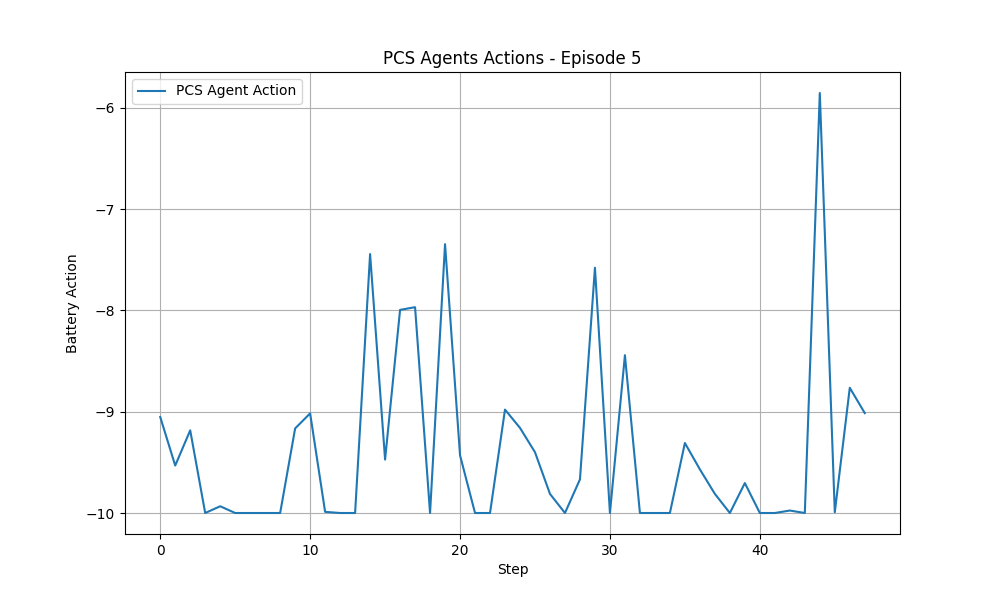 PCS Agents Actions - Episode 5
PCS Agent Action
−6
−7
−8
−9
−10
Battery Action
0 10 20 30 40
Step